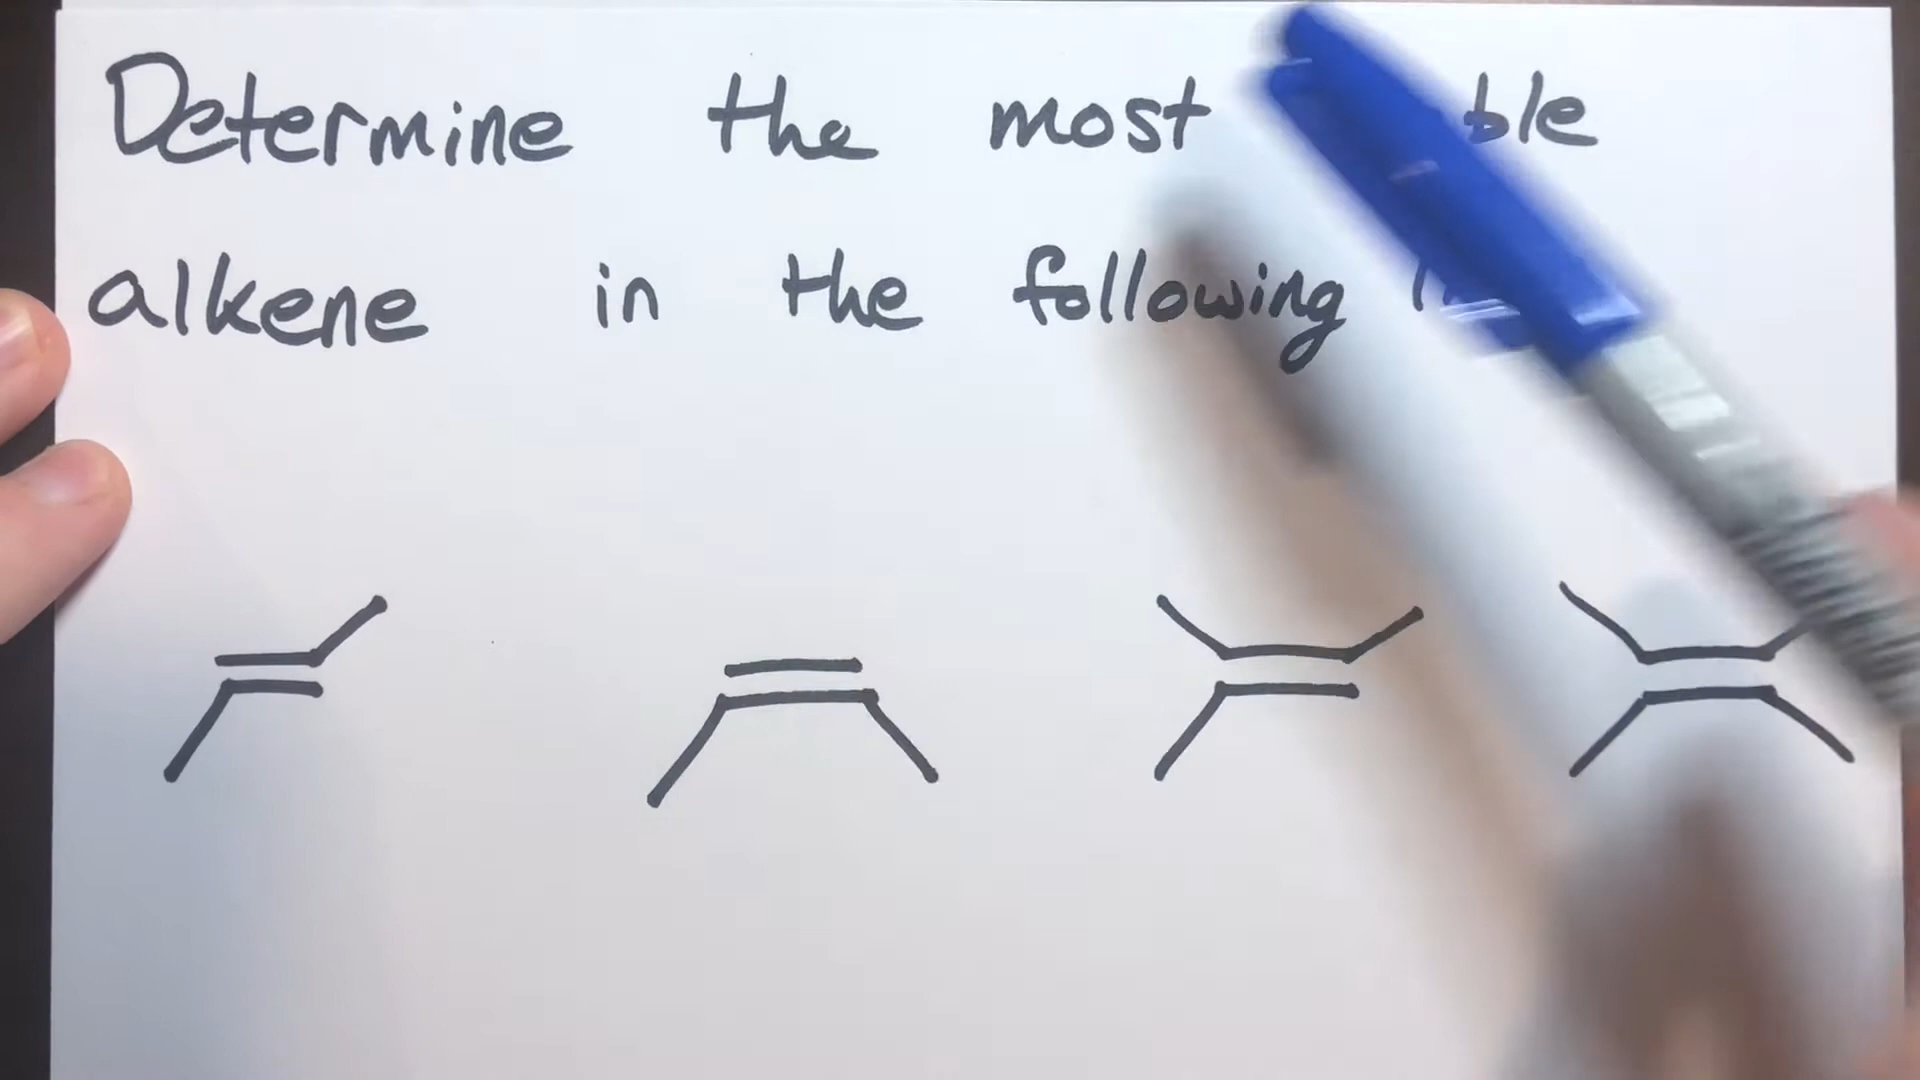 Determine the most ble
alkene in the following